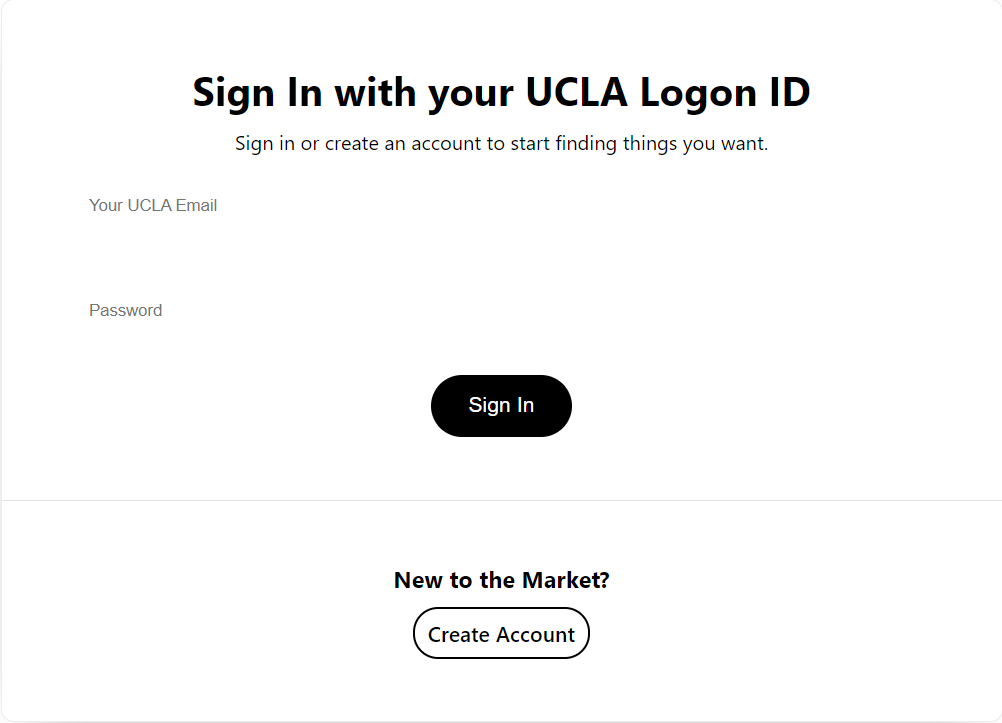 Sign In with your UCLA Logon ID
Sign in or create an account to start finding things you want.
Your UCLA Email
Password
Sign In
New to the Market?
Create Account